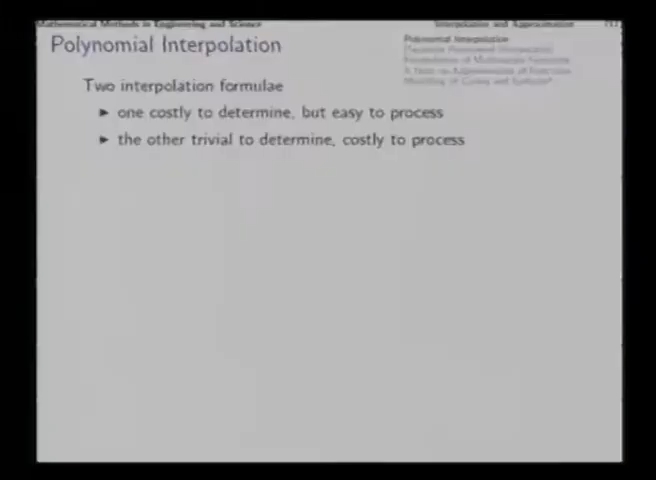 Mathematical Methods in Engineering and Science
Interpolation and Approximation
Polynomial Interpolation
Polynomial Interpolation
Two interpolation formulae
► one costly to determine, but easy to process
► the other trivial to determine, costly to process